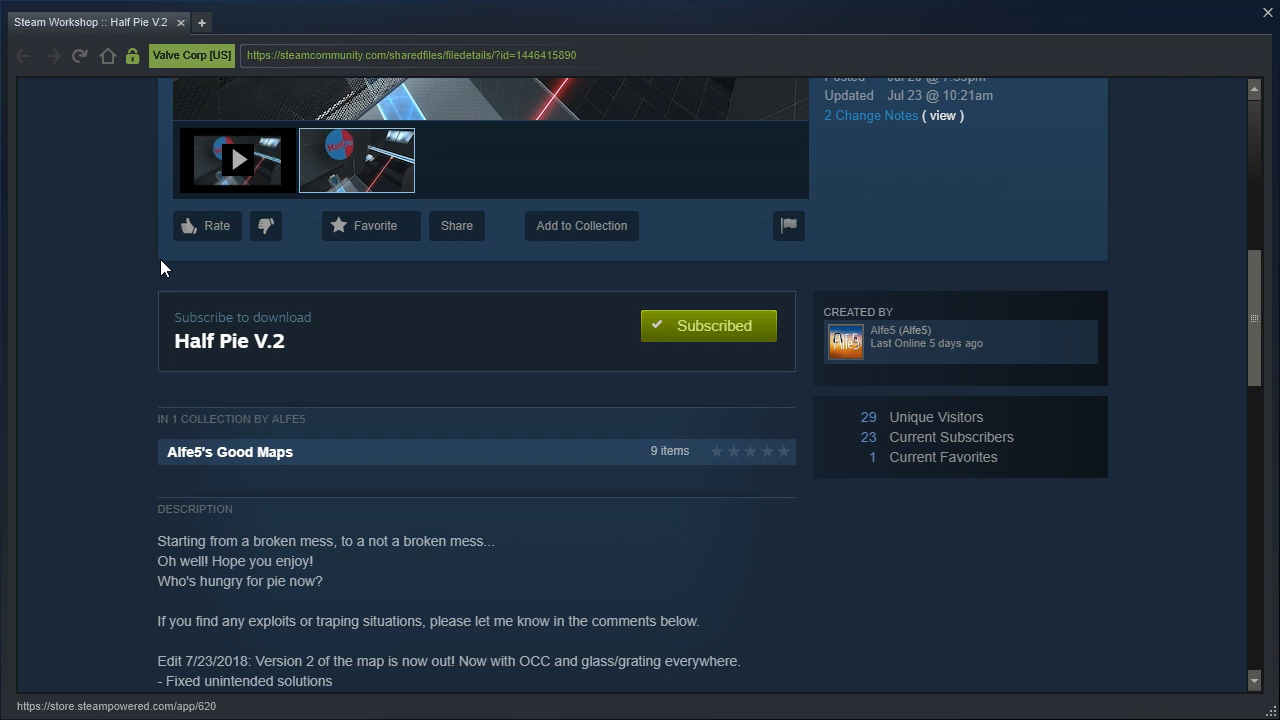 Steam Workshop :: Half Pie V.2
Valve Corp [US]
https://steamcommunity.com/sharedfiles/filedetails/?id=1446415890
Updated Jul 23 @ 10:21am
2 Change Notes ( view )
Rate
Favorite
Share
Add to Collection
Subscribe to download
Half Pie V.2
Subscribed
CREATED BY
Alfe5 (Alfe5)
Last Online 5 days ago
29 Unique Visitors
23 Current Subscribers
1 Current Favorites
IN 1 COLLECTION BY ALFE5
Alfe5's Good Maps
9 items
DESCRIPTION
Starting from a broken mess, to a not a broken mess...
Oh well! Hope you enjoy!
Who's hungry for pie now?
If you find any exploits or traping situations, please let me know in the comments below.
Edit 7/23/2018: Version 2 of the map is now out! Now with OCC and glass/grating everywhere.
- Fixed unintended solutions
https://store.steampowered.com/app/620